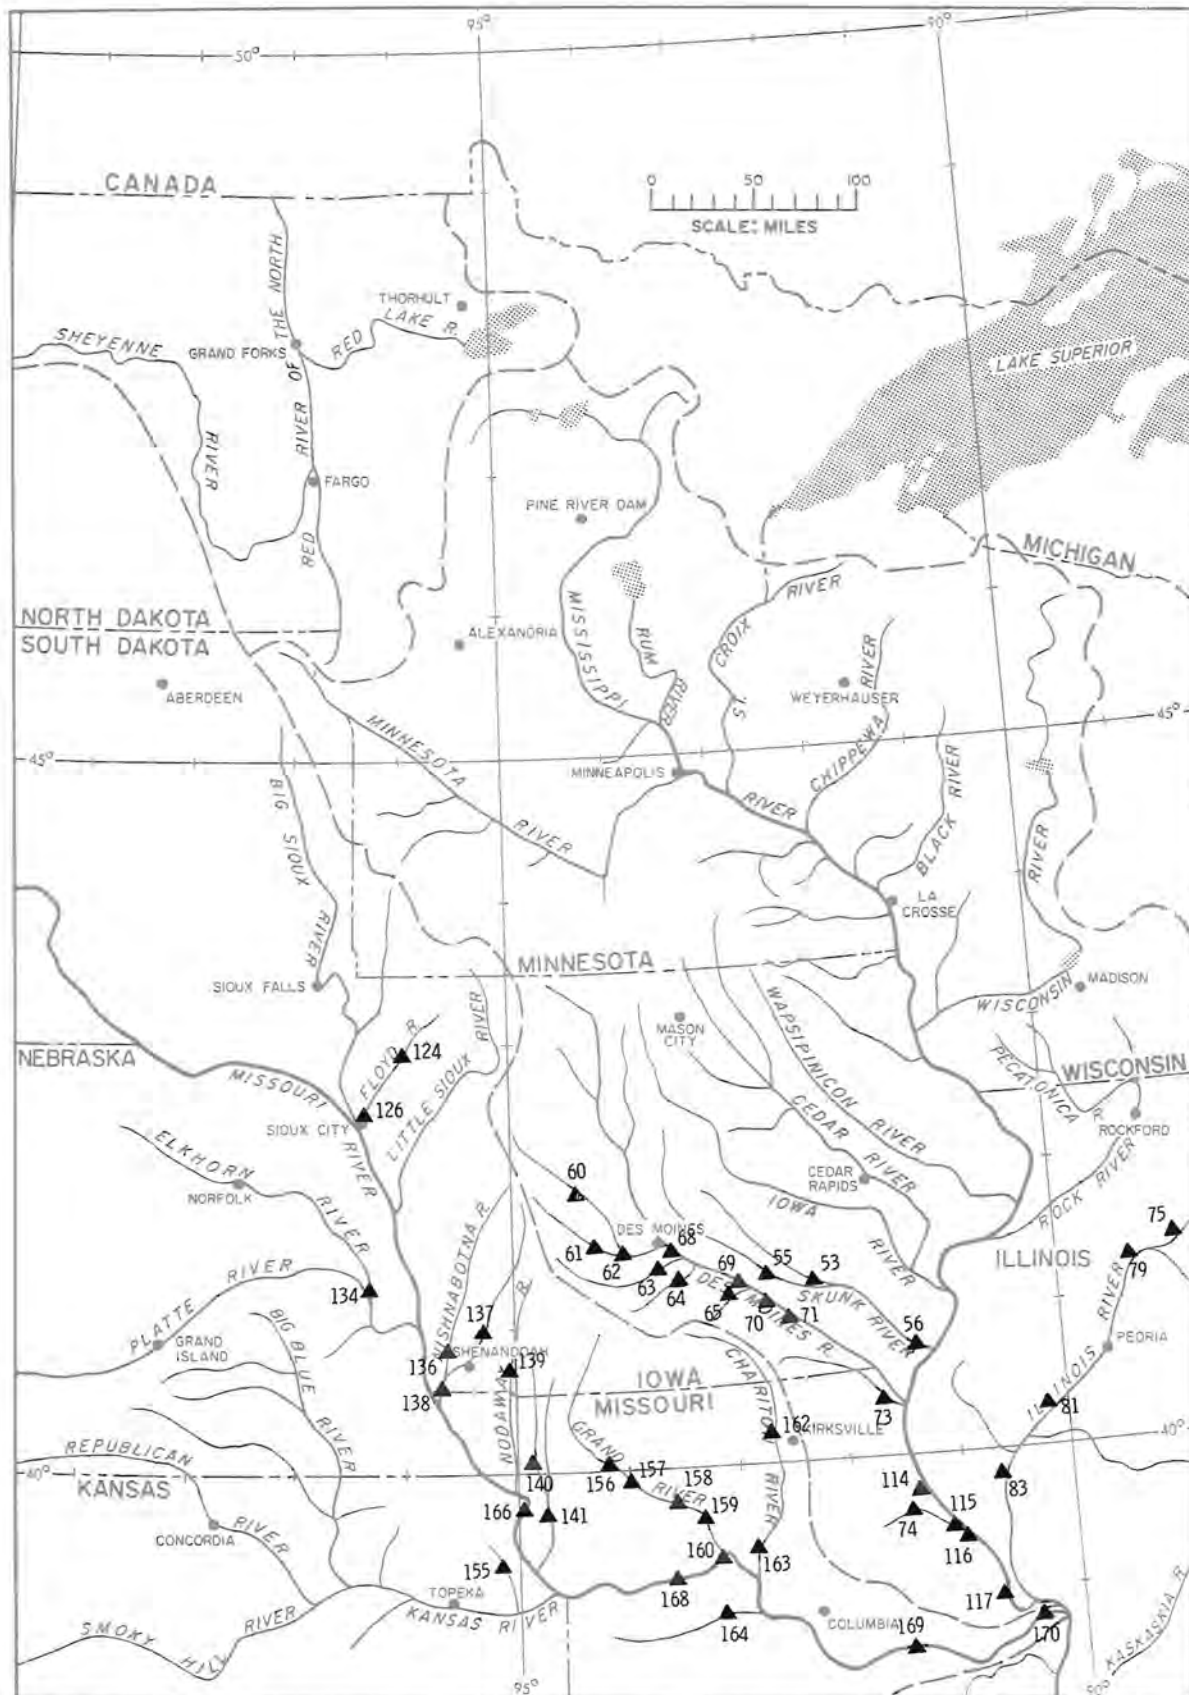 95°
90°
50°
CANADA
0 50 100
SCALE: MILES
THE NORTH
THORHULT
LAKE R.
RED
SHEYENNE
GRAND FORKS
OF
LAKE SUPERIOR
RIVER
RIVER
FARGO
PINE RIVER DAM
RED
MICHIGAN
RIVER
NORTH DAKOTA
SOUTH DAKOTA
MISSISSIPPI
RUM
RIVER
CROIX
ST.
ALEXANDRIA
ABERDEEN
WEYERHAUSER
RIVER
45°
45°
MINNESOTA
RIVER
MINNEAPOLIS
RIVER
CHIPPEWA
BIG SIOUX
RIVER
BLACK
RIVER
RIVER
LA
CROSSE
MINNESOTA
SIOUX FALLS
MADISON
WISCONSIN
MASON
CITY
WAPSIPINICON
RIVER
NEBRASKA
FLOYD R.
124
RIVER
LITTLE SIOUX
PECATONICA
R.
WISCONSIN
MISSOURI
RIVER
126
SIOUX CITY
CEDAR
RIVER
ROCKFORD
ELKHORN
RIVER
NORFOLK
60
CEDAR
RAPIDS
IOWA
RIVER
ROCK RIVER
75
DES MOINES
68
61
62
63
64
69
55
53
65
70
71
DES MOINES R.
SKUNK
RIVER
ILLINOIS
79
RIVER
PLATTE
RIVER
134
NISHNABOTNA R.
137
R.
56
PEORIA
GRAND
ISLAND
BIG BLUE
RIVER
136
SHENANDOAH
139
138
NODAWAY
IOWA
MISSOURI
CHARITON
RIVER
73
ILLINOIS
81
162
KIRKSVILLE
40°
REPUBLICAN
RIVER
40°
KANSAS
GRAND
RIVER
140
156
157
158
159
114
115
83
166
141
74
116
CONCORDIA
155
160
163
TOPEKA
KANSAS RIVER
168
117
164
COLUMBIA
169
170
SMOKY
HILL
RIVER
KASKASKIA R.
95°
90°